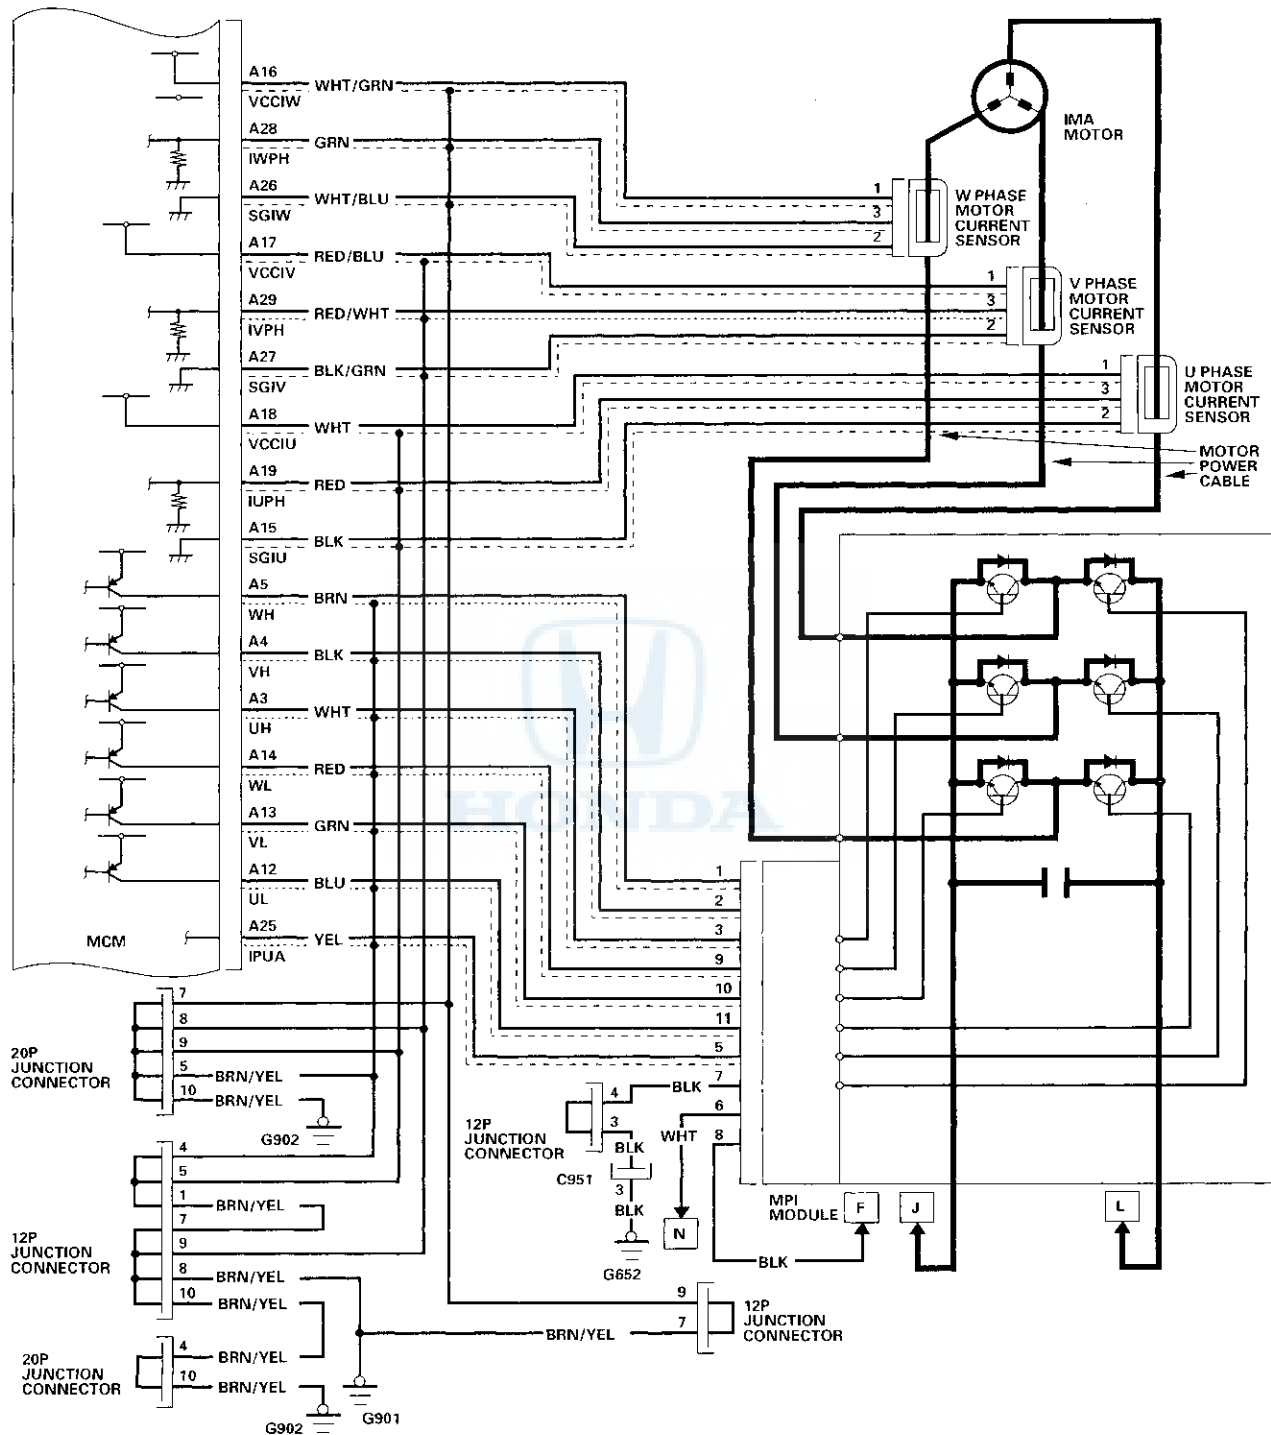 A16
WHT/GRN
VCCIW
A28
GRN
IWPH
A26
WHT/BLU
SGIW
A17
RED/BLU
VCCIV
A29
RED/WHT
IVPH
A27
BLK/GRN
SGIV
A18
WHT
VCCIU
A19
RED
IUPH
A15
BLK
SGIU
A5
BRN
WH
A4
BLK
VH
A3
WHT
UH
A14
RED
WL
A13
GRN
VL
A12
BLU
UL
A25
YEL
IPUA
MCM
IMA
MOTOR
1
3
2
W PHASE
MOTOR
CURRENT
SENSOR
1
3
2
V PHASE
MOTOR
CURRENT
SENSOR
1
3
2
U PHASE
MOTOR
CURRENT
SENSOR
MOTOR
POWER
CABLE
HONDA
1
2
3
9
10
11
5
7
6
8
MPI
MODULE
F
J
L
BLK
WHT
N
BLK
12P
JUNCTION
CONNECTOR
4
3
BLK
C951
3
BLK
G652
20P
JUNCTION
CONNECTOR
7
8
9
5
BRN/YEL
10
BRN/YEL
G902
12P
JUNCTION
CONNECTOR
4
5
1
BRN/YEL
7
9
8
BRN/YEL
10
BRN/YEL
20P
JUNCTION
CONNECTOR
4
BRN/YEL
10
BRN/YEL
G902
G901
BRN/YEL
9
7
12P
JUNCTION
CONNECTOR